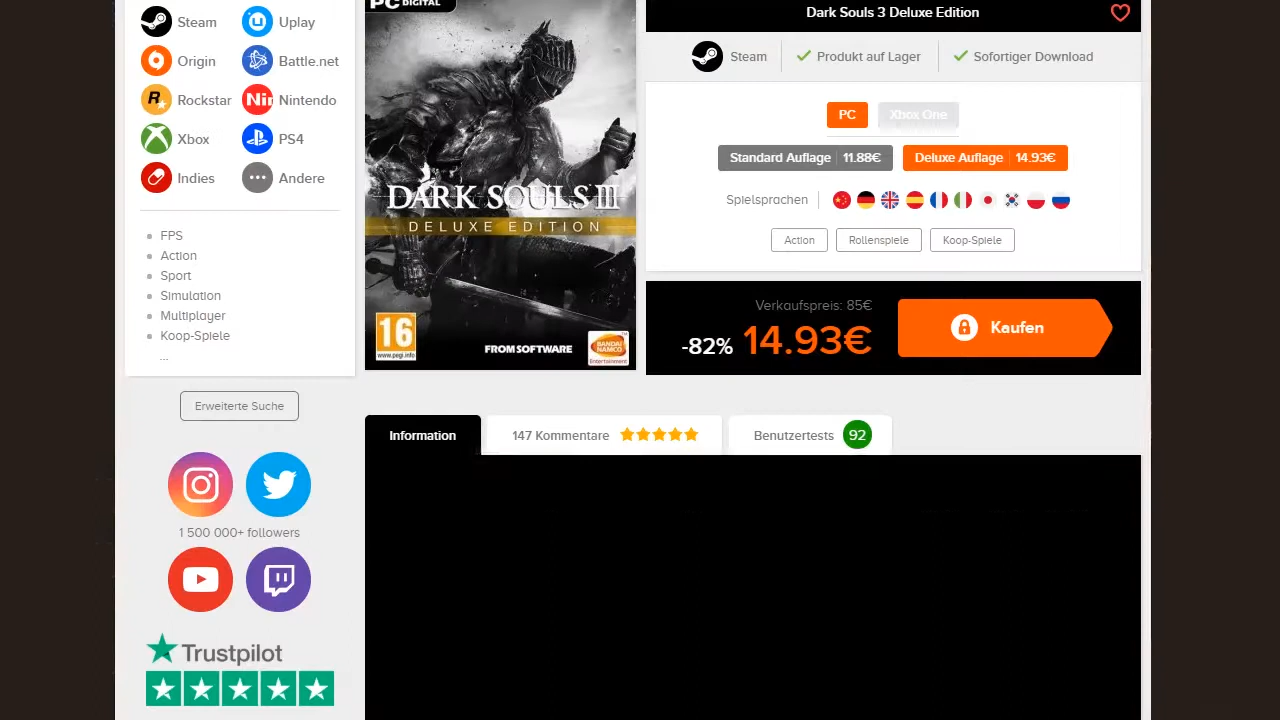 Steam
Uplay
Origin
Battle.net
Rockstar
Nintendo
Xbox
PS4
Indies
Andere
FPS
Action
Sport
Simulation
Multiplayer
Koop-Spiele
...
Erweiterte Suche
1 500 000+ followers
Trustpilot
PC DIGITAL
DARK SOULS III
DELUXE EDITION
16
www.pegi.info
FROMSOFTWARE
BANDAI
NAMCO
Entertainment
Dark Souls 3 Deluxe Edition
Steam
Produkt auf Lager
Sofortiger Download
PC
Xbox One
Standard Auflage 11.88€
Deluxe Auflage 14.93€
Spielsprachen
Action
Rollenspiele
Koop-Spiele
Verkaufspreis: 85€
-82% 14.93€
Kaufen
Information
147 Kommentare
Benutzertests 92